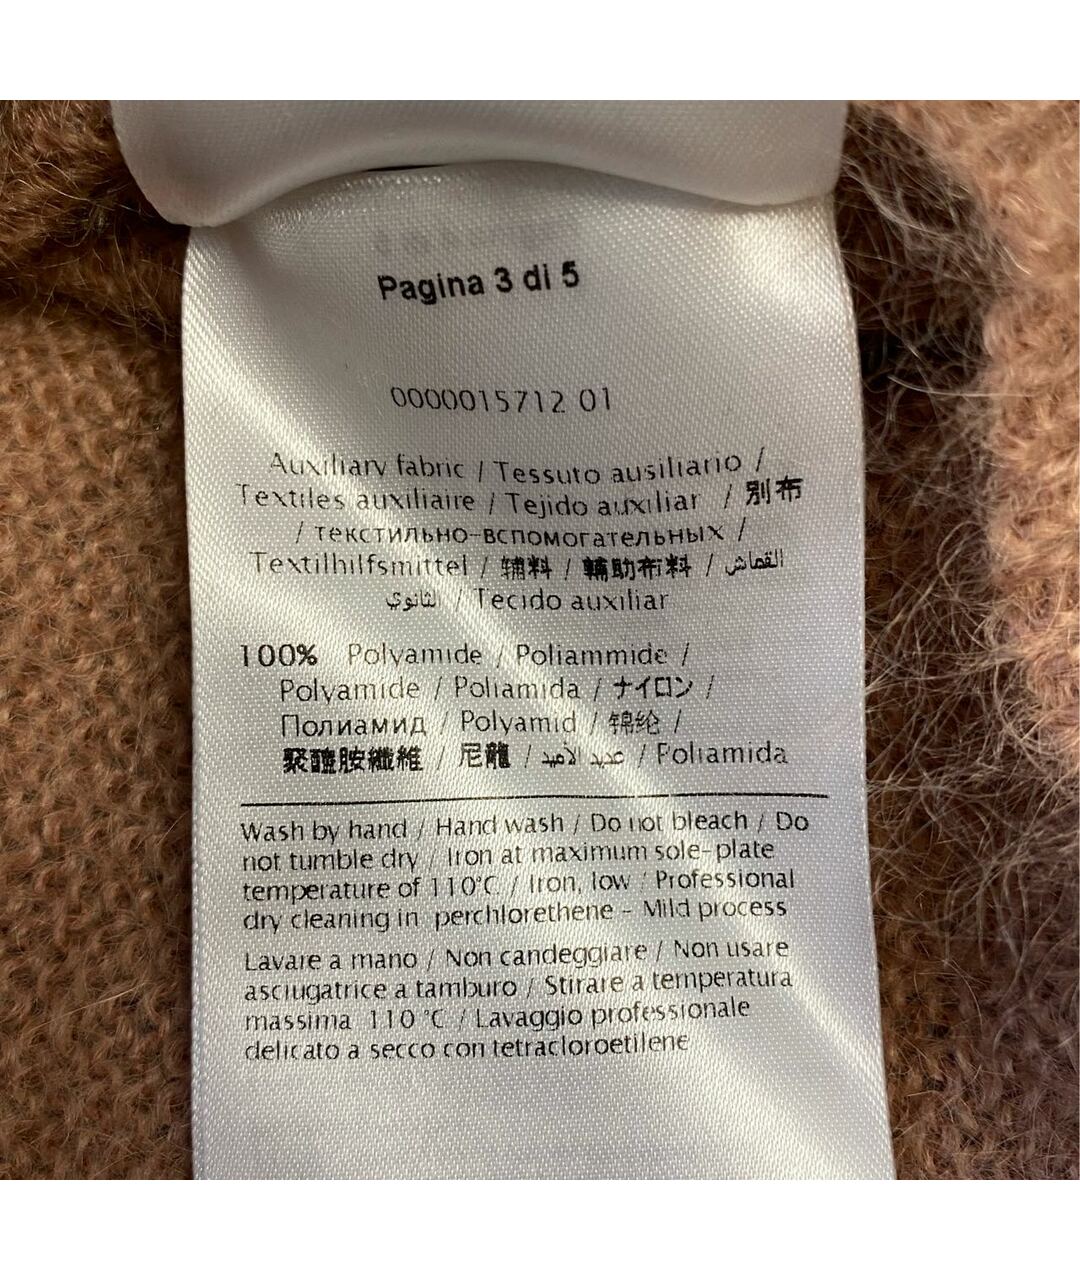 Pagina 3 di 5
0000015712 01
Auxiliary fabric / Tessuto ausiliario /
Textiles auxiliaire / Tejido auxiliar / 別布
/ текстильно-вспомогательных /
Textilhilfsmittel / 辅料 / 輔助布料 / القماش
الثانوي / Tecido auxiliar
100% Polyamide / Poliammide /
Polyamide / Poliamida / ナイロン /
Полиамид / Polyamid / 锦纶 /
聚醯胺纖維 / 尼龍 / عديد الأميد / Poliamida
Wash by hand / Hand wash / Do not bleach / Do
not tumble dry / Iron at maximum sole-plate
temperature of 110°C / Iron, low / Professional
dry cleaning in perchlorethene - Mild process
Lavare a mano / Non candeggiare / Non usare
asciugatrice a tamburo / Stirare a temperatura
massima 110 °C / Lavaggio professionale
delicato a secco con tetracloroetilene